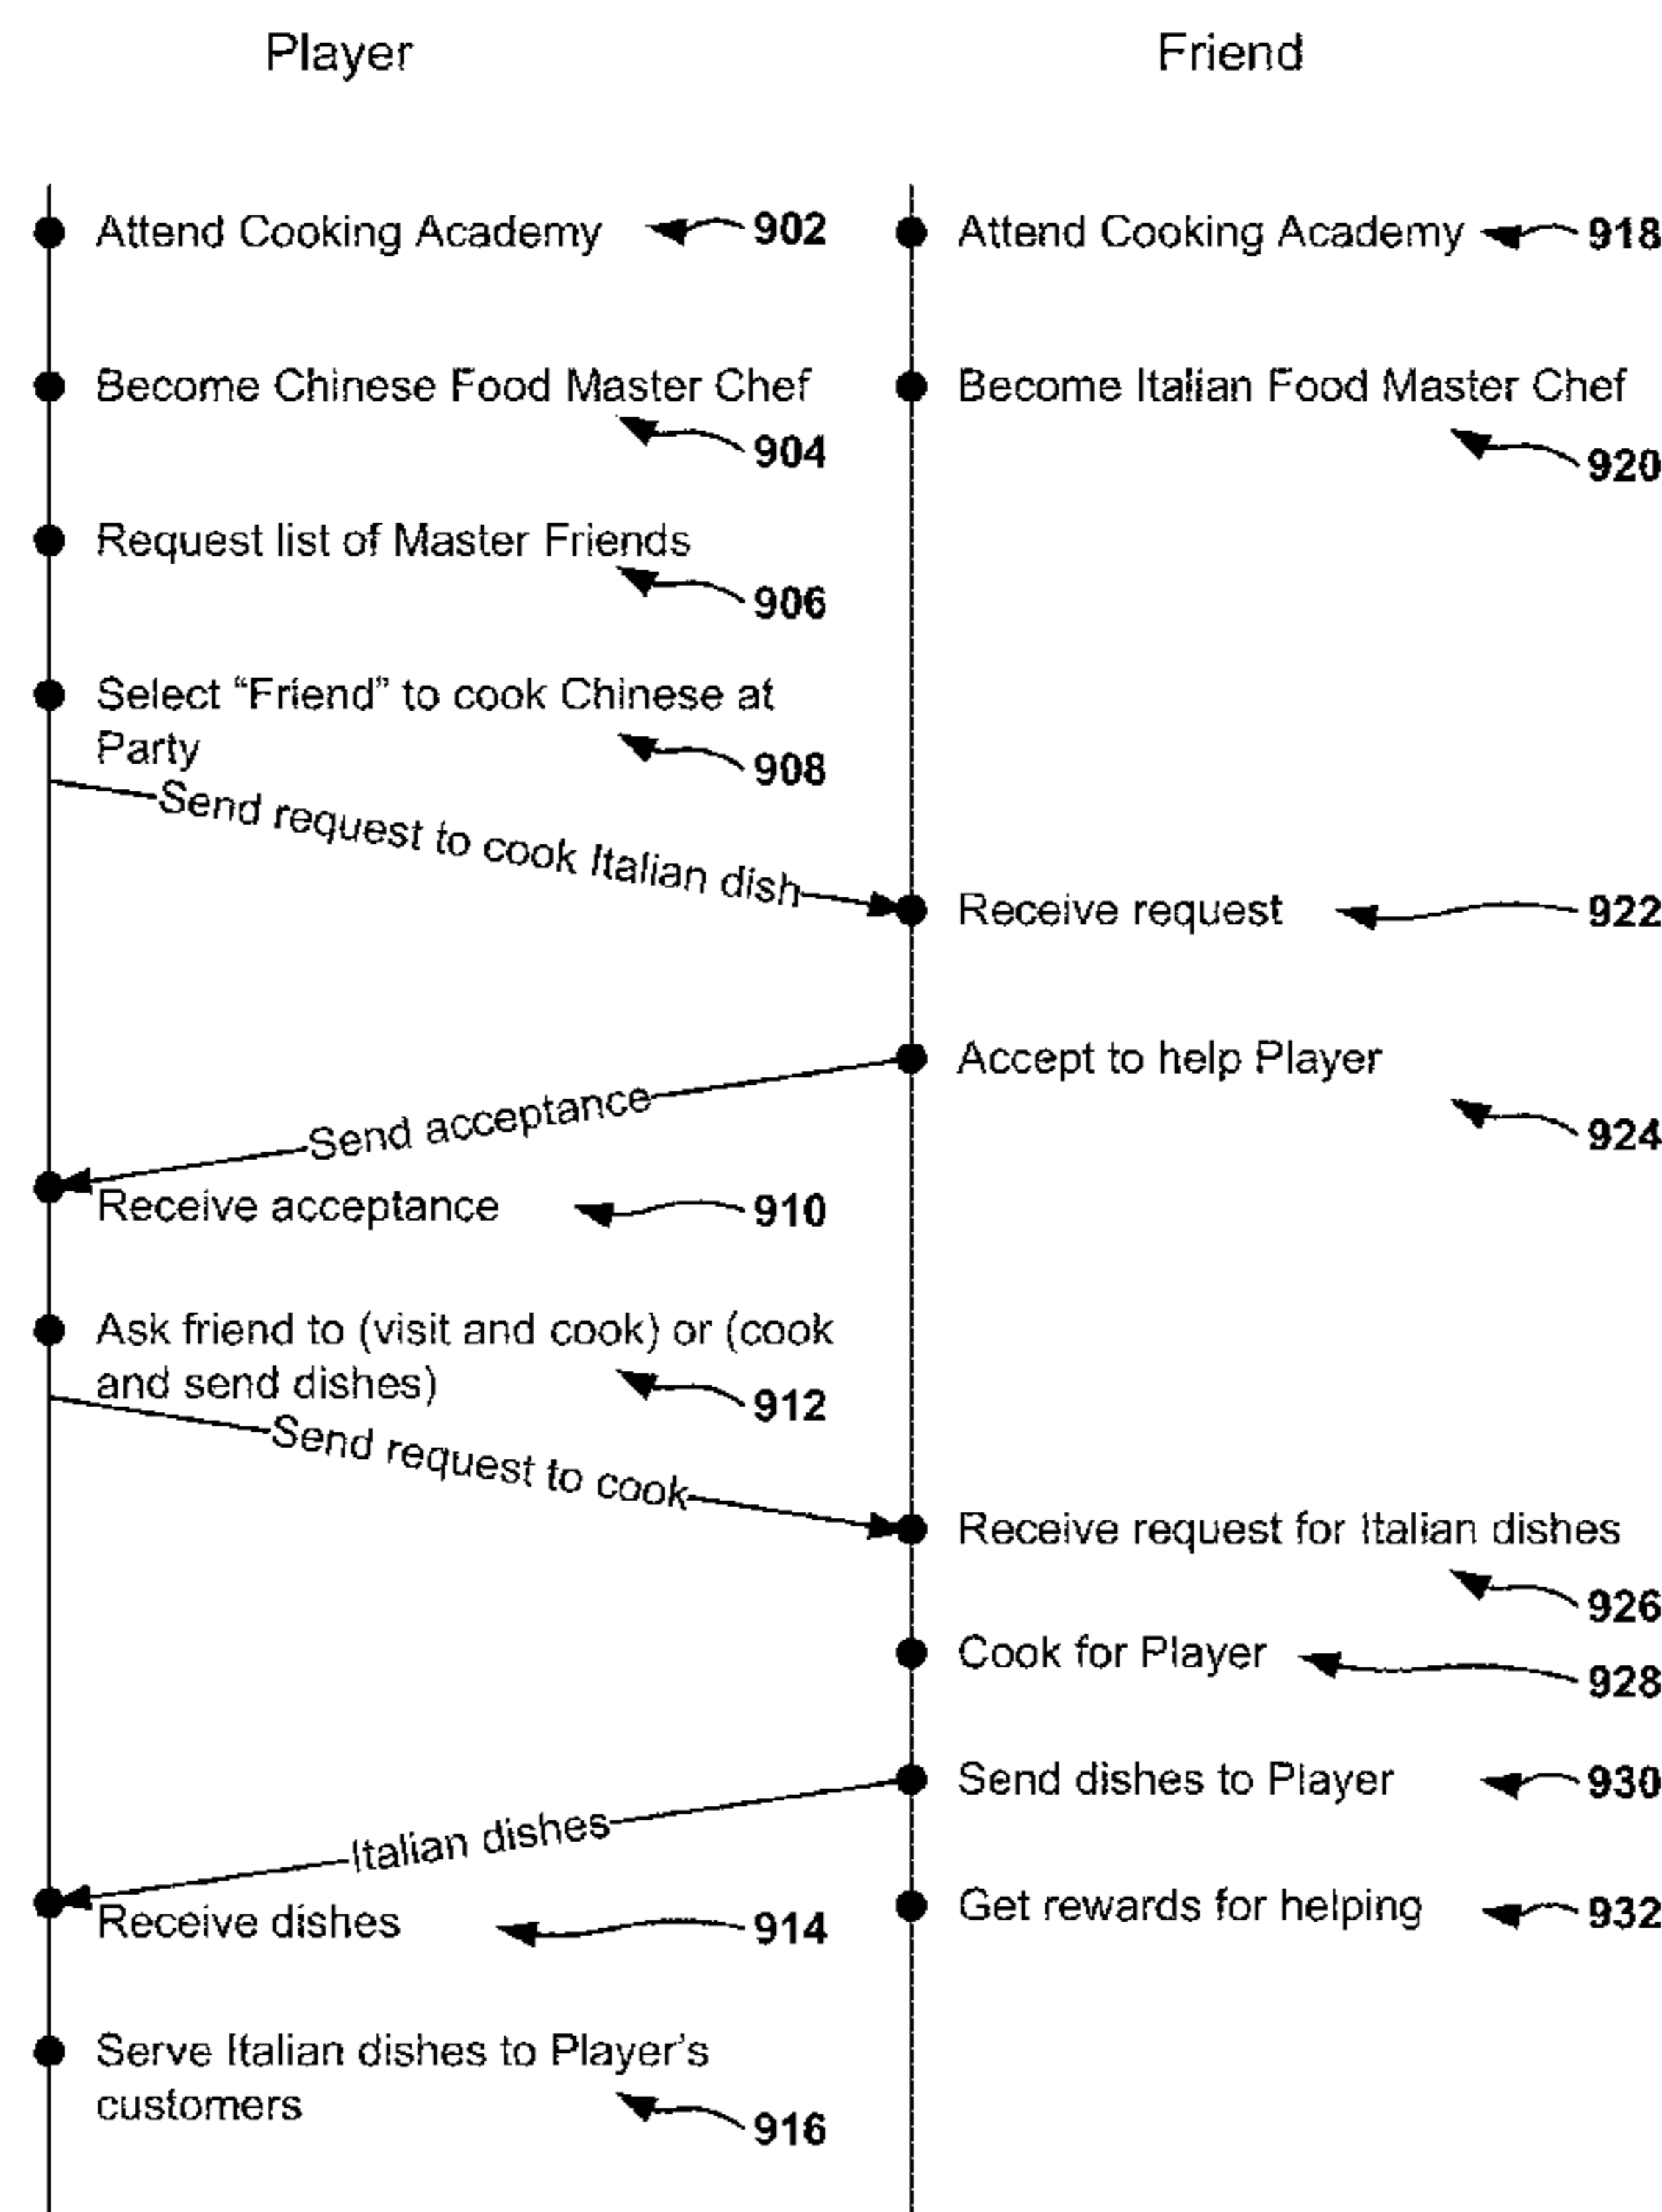 Player
Friend
Attend Cooking Academy 902
Attend Cooking Academy 918
Become Chinese Food Master Chef
904
Become Italian Food Master Chef
920
Request list of Master Friends
906
Select “Friend” to cook Chinese at
Party
908
Send request to cook Italian dish
Receive request 922
Accept to help Player
924
Send acceptance
Receive acceptance 910
Ask friend to (visit and cook) or (cook
and send dishes)
912
Send request to cook
Receive request for Italian dishes
926
Cook for Player 928
Send dishes to Player 930
Italian dishes
Receive dishes 914
Get rewards for helping 932
Serve Italian dishes to Player’s
customers
916